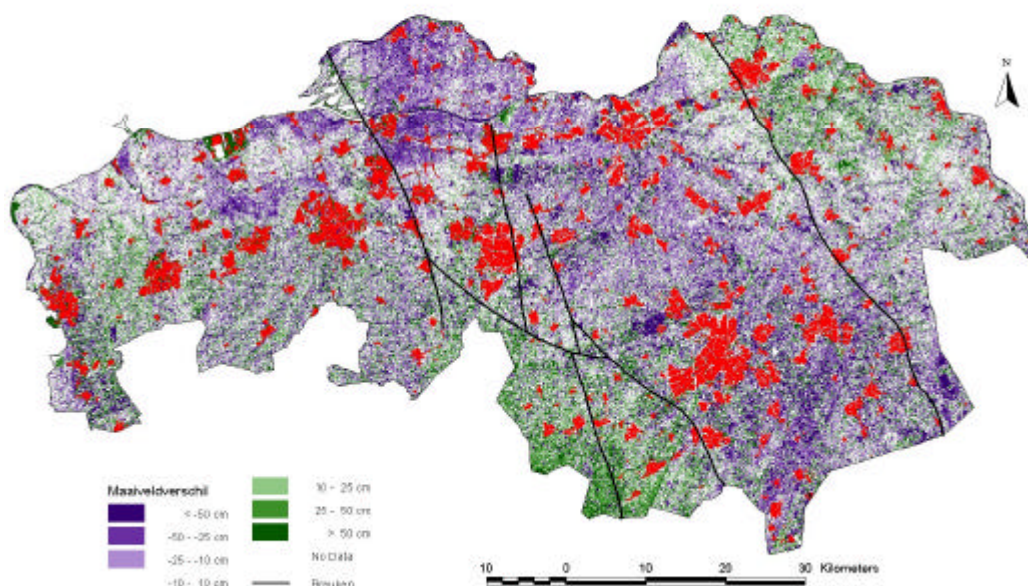 N
Maaiveldverschil
< -50 cm
-50 - -25 cm
-25 - -10 cm
-10 - 10 cm
10 - 25 cm
25 - 50 cm
> 50 cm
No Data
Breuken
10 0 10 20 30 Kilometers